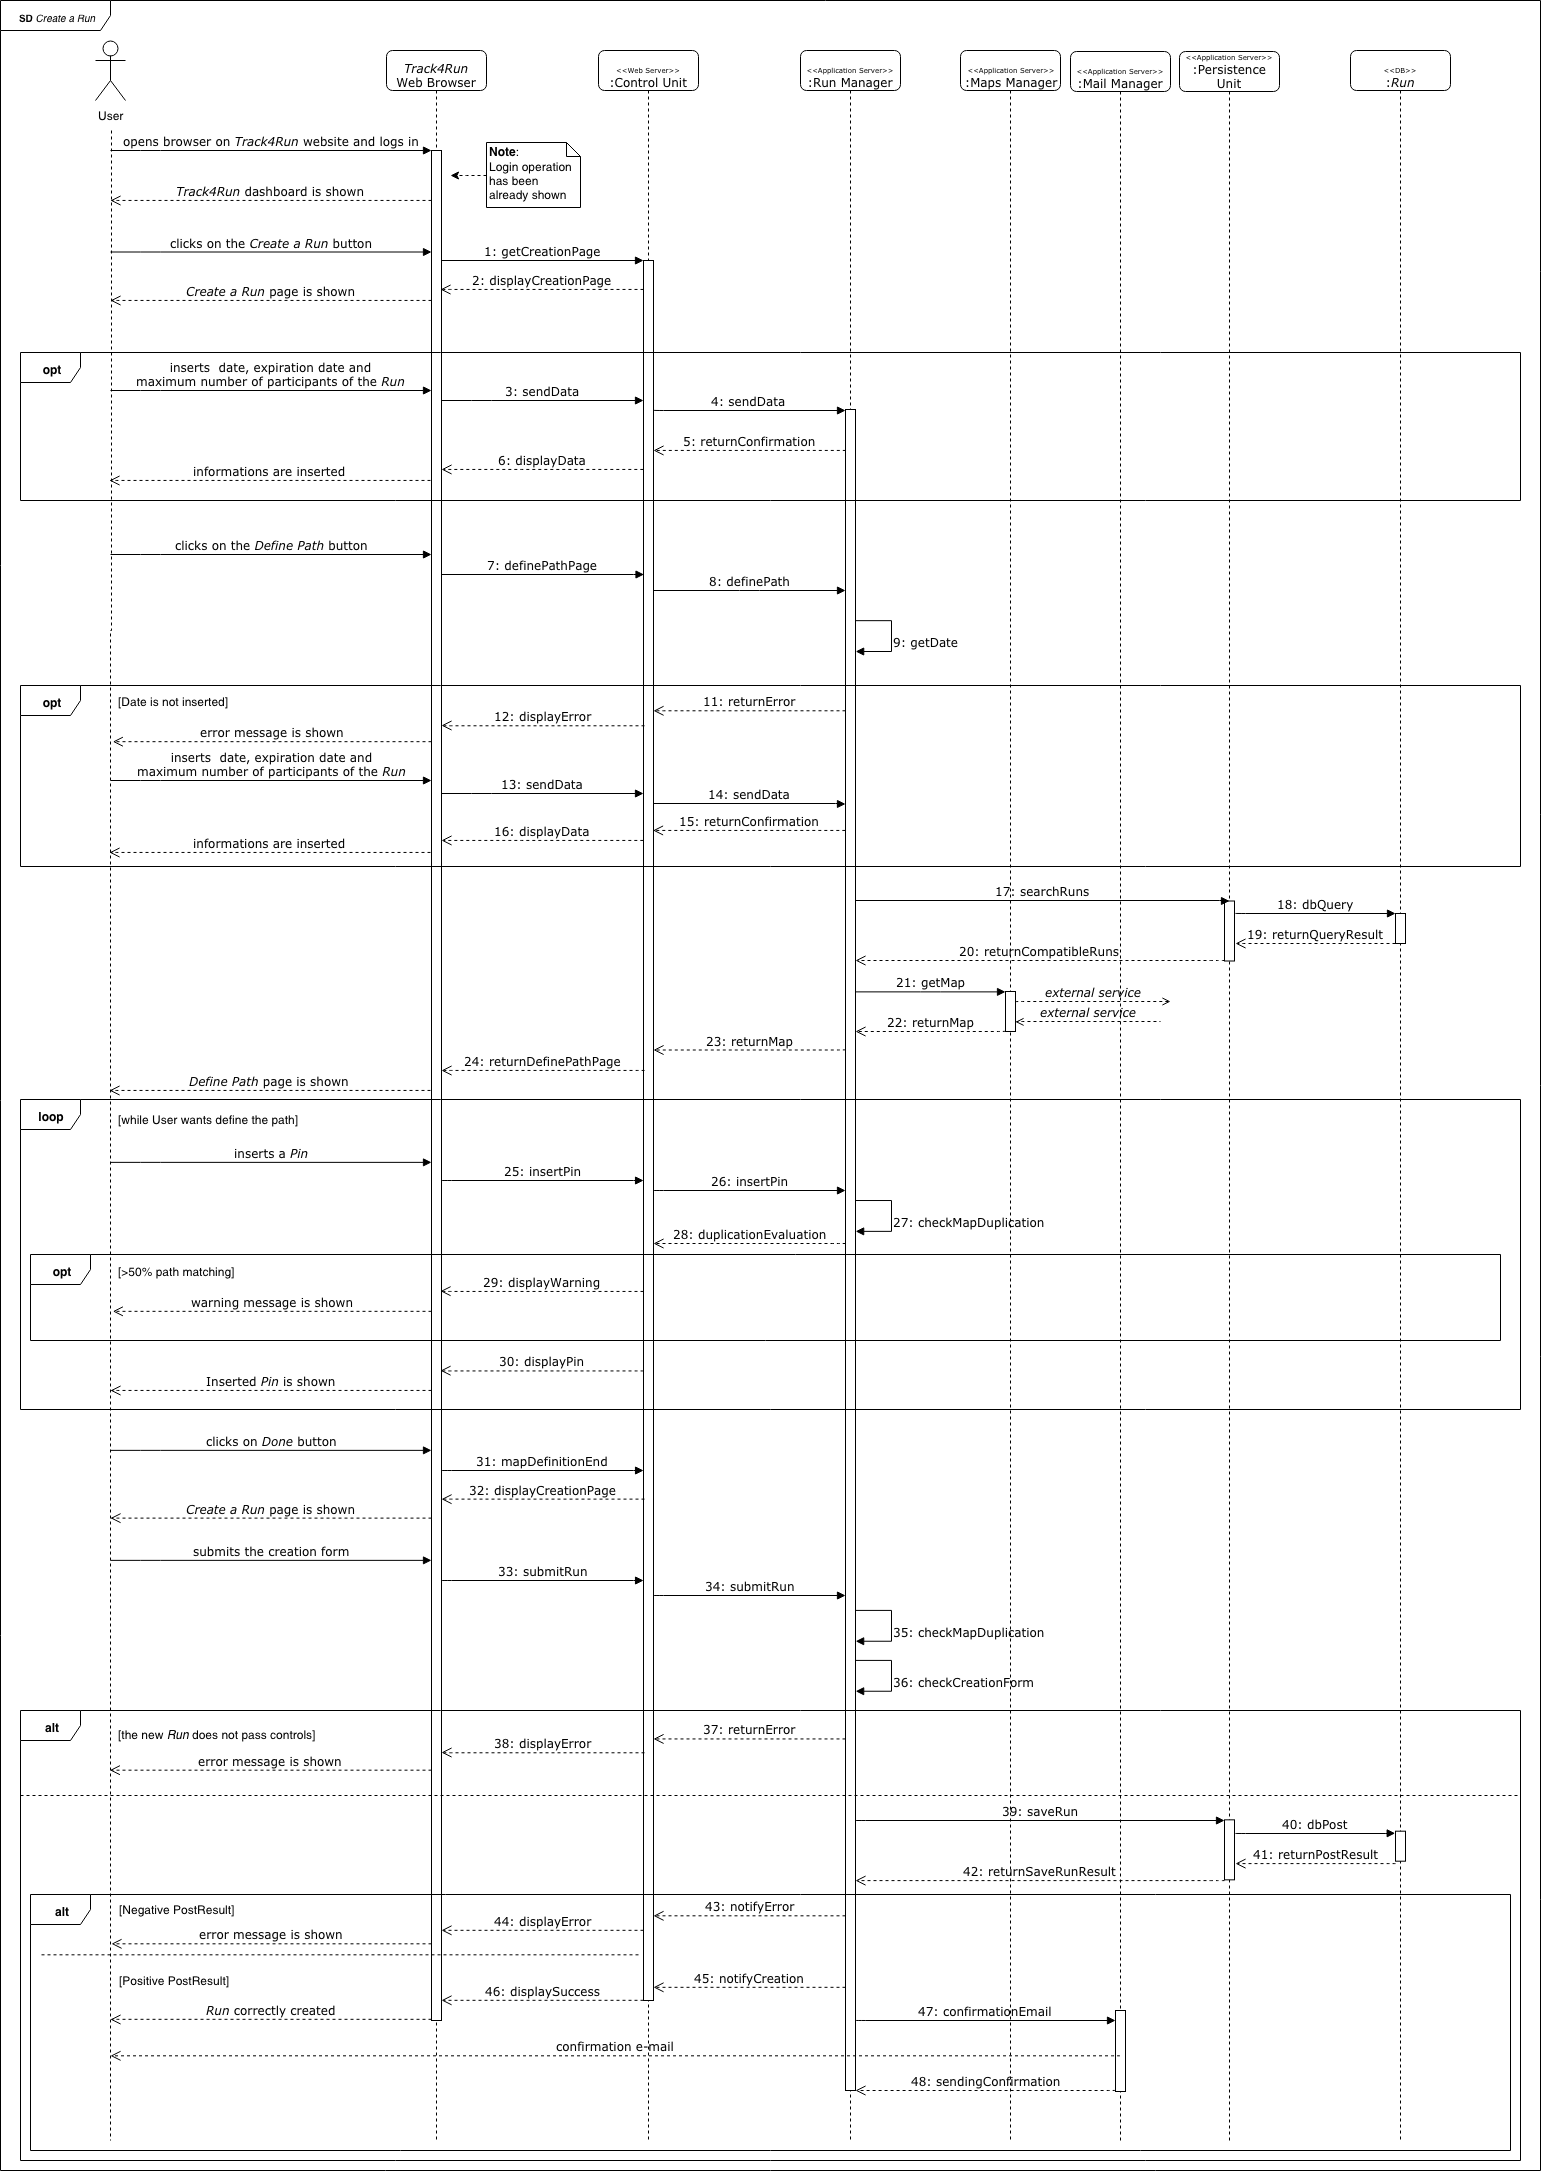 SD Create a Run
User
Track4Run
Web Browser
<<Web Server>>
:Control Unit
<<Application Server>>
:Run Manager
<<Application Server>>
:Maps Manager
<<Application Server>>
:Mail Manager
<<Application Server>>
:Persistence
Unit
<<DB>>
:Run
opens browser on Track4Run website and logs in
Note:
Login operation
has been
already shown
Track4Run dashboard is shown
clicks on the Create a Run button
1: getCreationPage
2: displayCreationPage
Create a Run page is shown
opt
inserts  date, expiration date and
maximum number of participants of the Run
3: sendData
4: sendData
5: returnConfirmation
6: displayData
informations are inserted
clicks on the Define Path button
7: definePathPage
8: definePath
9: getDate
opt
[Date is not inserted]
11: returnError
12: displayError
error message is shown
inserts  date, expiration date and
maximum number of participants of the Run
13: sendData
14: sendData
15: returnConfirmation
16: displayData
informations are inserted
17: searchRuns
18: dbQuery
19: returnQueryResult
20: returnCompatibleRuns
21: getMap
external service
external service
22: returnMap
23: returnMap
24: returnDefinePathPage
Define Path page is shown
loop
[while User wants define the path]
inserts a Pin
25: insertPin
26: insertPin
27: checkMapDuplication
28: duplicationEvaluation
opt
[>50% path matching]
29: displayWarning
warning message is shown
30: displayPin
Inserted Pin is shown
clicks on Done button
31: mapDefinitionEnd
32: displayCreationPage
Create a Run page is shown
submits the creation form
33: submitRun
34: submitRun
35: checkMapDuplication
36: checkCreationForm
alt
[the new Run does not pass controls]
37: returnError
38: displayError
error message is shown
39: saveRun
40: dbPost
41: returnPostResult
42: returnSaveRunResult
alt
[Negative PostResult]
43: notifyError
44: displayError
error message is shown
[Positive PostResult]
45: notifyCreation
46: displaySuccess
Run correctly created
47: confirmationEmail
confirmation e-mail
48: sendingConfirmation